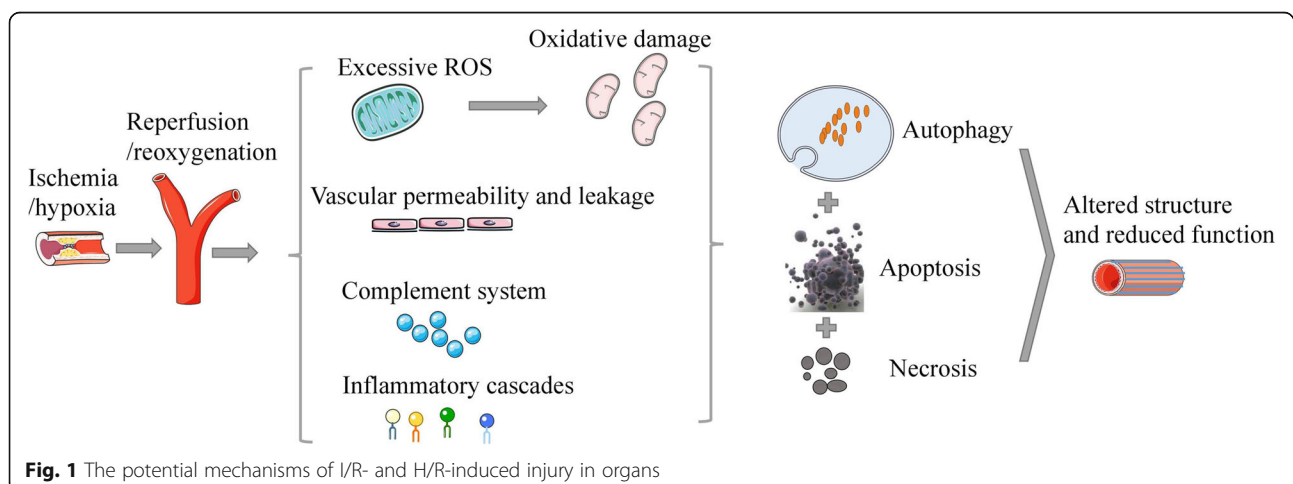 Ischemia
/hypoxia
Reperfusion
/reoxygenation
Excessive ROS
Oxidative damage
Vascular permeability and leakage
Complement system
Inflammatory cascades
Autophagy
Apoptosis
Necrosis
Altered structure
and reduced function
Fig. 1 The potential mechanisms of I/R- and H/R-induced injury in organs